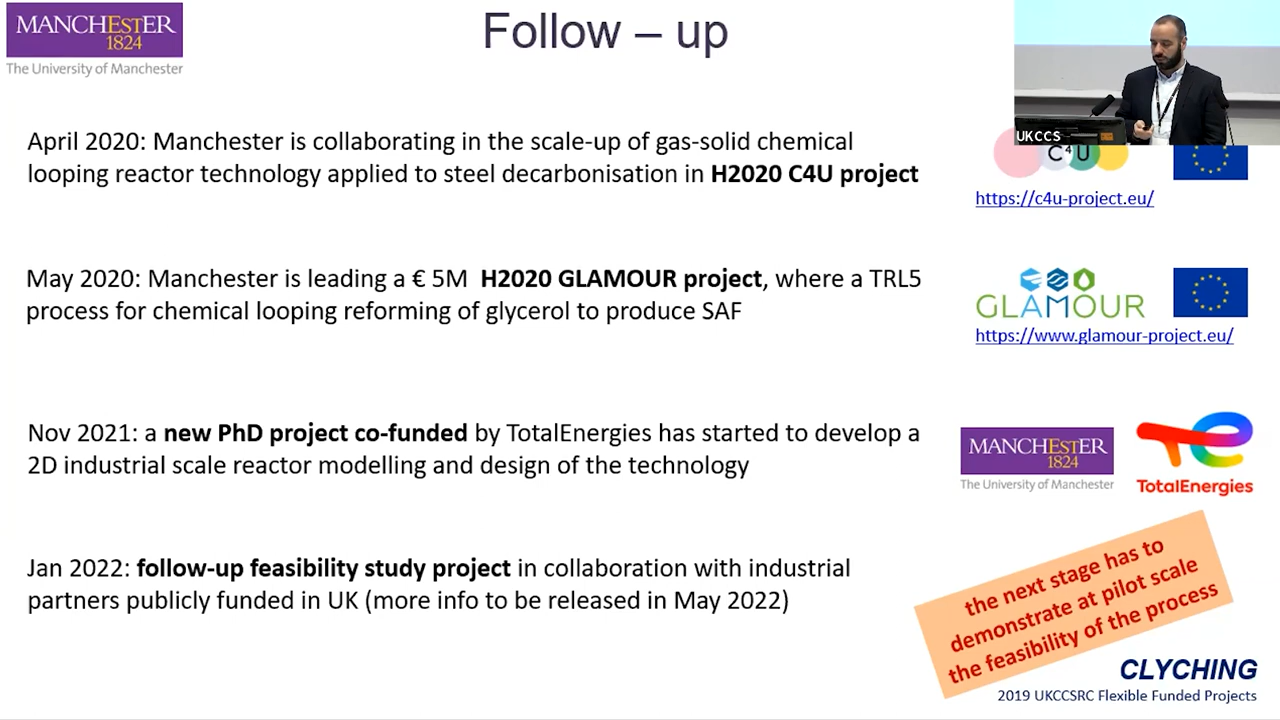 MANCHESTER
1824
The University of Manchester
Follow – up
UKCCS
April 2020: Manchester is collaborating in the scale-up of gas-solid chemical
looping reactor technology applied to steel decarbonisation in H2020 C4U project
C⁴U
https://c4u-project.eu/
May 2020: Manchester is leading a € 5M H2020 GLAMOUR project, where a TRL5
process for chemical looping reforming of glycerol to produce SAF
GLAMOUR
https://www.glamour-project.eu/
Nov 2021: a new PhD project co-funded by TotalEnergies has started to develop a
2D industrial scale reactor modelling and design of the technology
MANCHESTER
1824
The University of Manchester
TotalEnergies
Jan 2022: follow-up feasibility study project in collaboration with industrial
partners publicly funded in UK (more info to be released in May 2022)
the next stage has to
demonstrate at pilot scale
the feasibility of the process
CLYCHING
2019 UKCCSRC Flexible Funded Projects